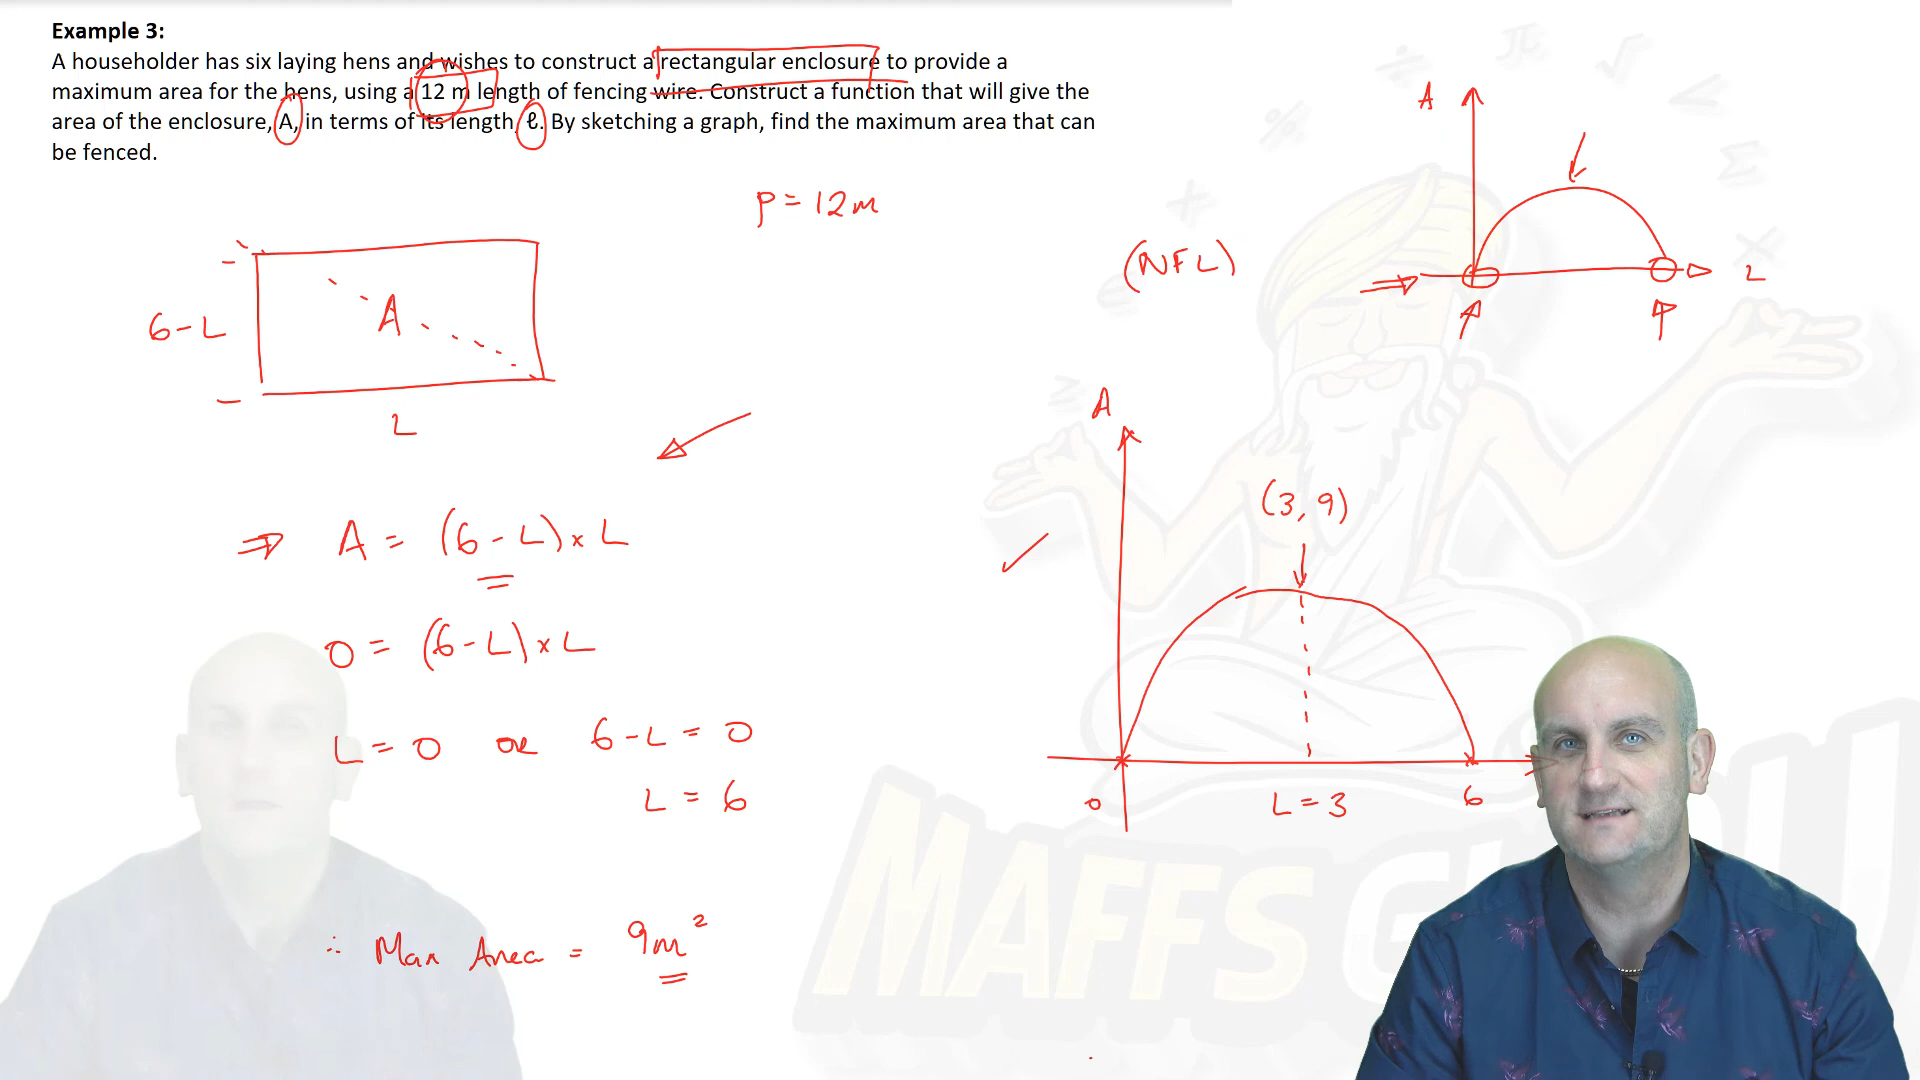 Example 3:
A householder has six laying hens and wishes to construct a rectangular enclosure to provide a
maximum area for the hens, using a 12 m length of fencing wire. Construct a function that will give the
area of the enclosure, A, in terms of its length, ℓ. By sketching a graph, find the maximum area that can
be fenced.
P = 12m
A
(NFL)
L
6-L
A
L
A
(3, 9)
⇒ A = (6 - L) × L
0 = (6 - L) × L
L = 0 or 6 - L = 0
L = 6
0
L = 3
6
∴ Max Area = 9m²
MAFFS G
U